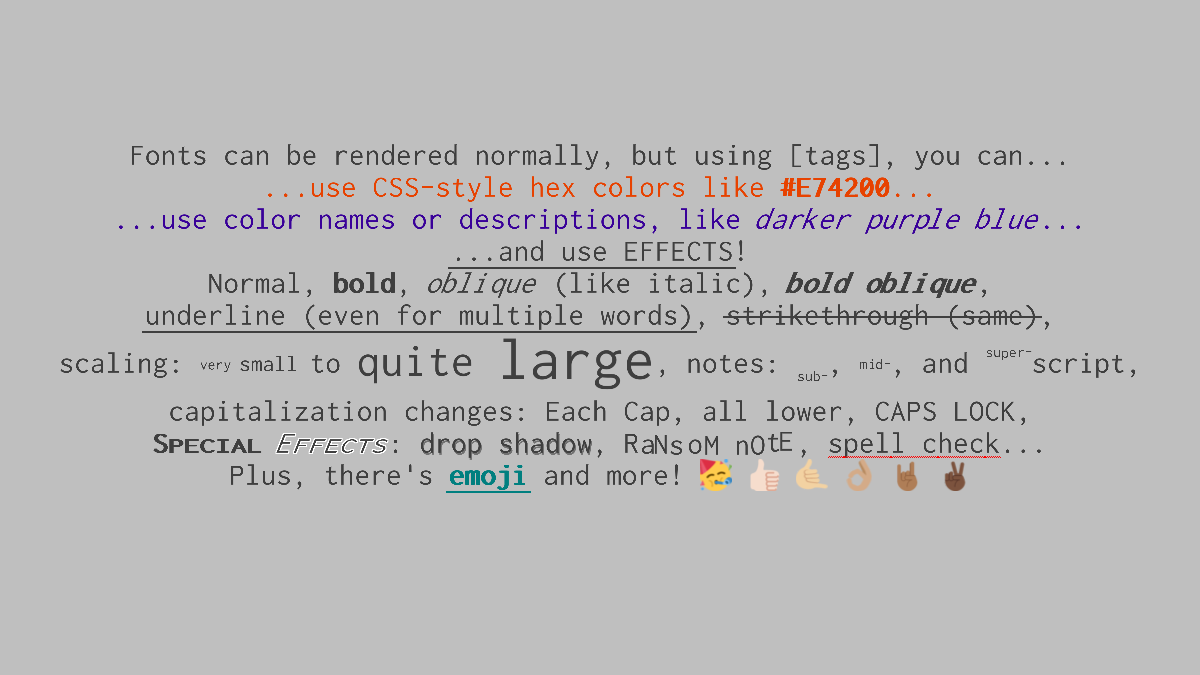 Fonts can be rendered normally, but using [tags], you can...
...use CSS-style hex colors like #E74200...
...use color names or descriptions, like darker purple blue...
...and use EFFECTS!
Normal, bold, oblique (like italic), bold oblique,
underline (even for multiple words), strikethrough (same),
scaling: very small to quite large, notes: sub-, mid-, and super-script,
capitalization changes: Each Cap, all lower, CAPS LOCK,
SPECIAL EFFECTS: drop shadow, RaNsoM nOtE, spell check...
Plus, there's emoji and more! 🥳 👍🏻 🤙🏼 👌🏽 🤘🏾 ✌🏿